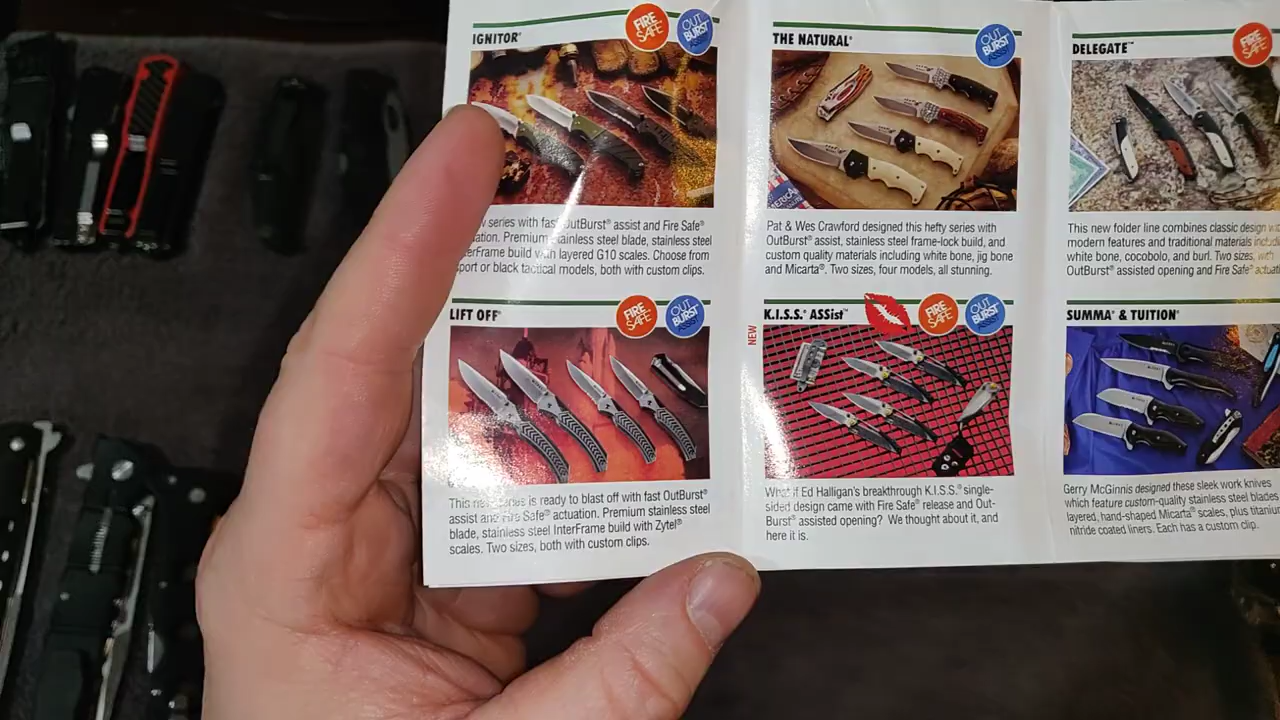 IGNITOR®
FIRE SAFE
OUT BURST ASSIST
series with fast OutBurst® assist and Fire Safe®
Premium stainless steel blade, stainless steel
build with layered G10 scales. Choose from
or black tactical models, both with custom clips.
THE NATURAL®
OUT BURST ASSIST
Pat & Wes Crawford designed this hefty series with
OutBurst® assist, stainless steel frame-lock build, and
custom quality materials including white bone, jig bone
and Micarta®. Two sizes, four models, all stunning.
DELEGATE™
FIRE SAFE
This new folder line combines classic design
modern features and traditional materials
white bone, cocobolo, and burl. Two sizes, with
OutBurst® assisted opening and Fire Safe®
LIFT OFF®
FIRE SAFE
OUT BURST ASSIST
This new series is ready to blast off with fast OutBurst®
assist and Fire Safe® actuation. Premium stainless steel
blade, stainless steel InterFrame build with Zytel®
scales. Two sizes, both with custom clips.
NEW
K.I.S.S.® ASSist™
FIRE SAFE
OUT BURST ASSIST
What if Ed Halligan's breakthrough K.I.S.S.® single-
sided design came with Fire Safe® release and Out-
Burst® assisted opening? We thought about it, and
here it is.
SUMMA® & TUITION®
Gerry McGinnis designed these sleek work knives
which feature custom-quality stainless steel blades,
layered, hand-shaped Micarta® scales, plus titanium
nitride coated liners. Each has a custom clip.